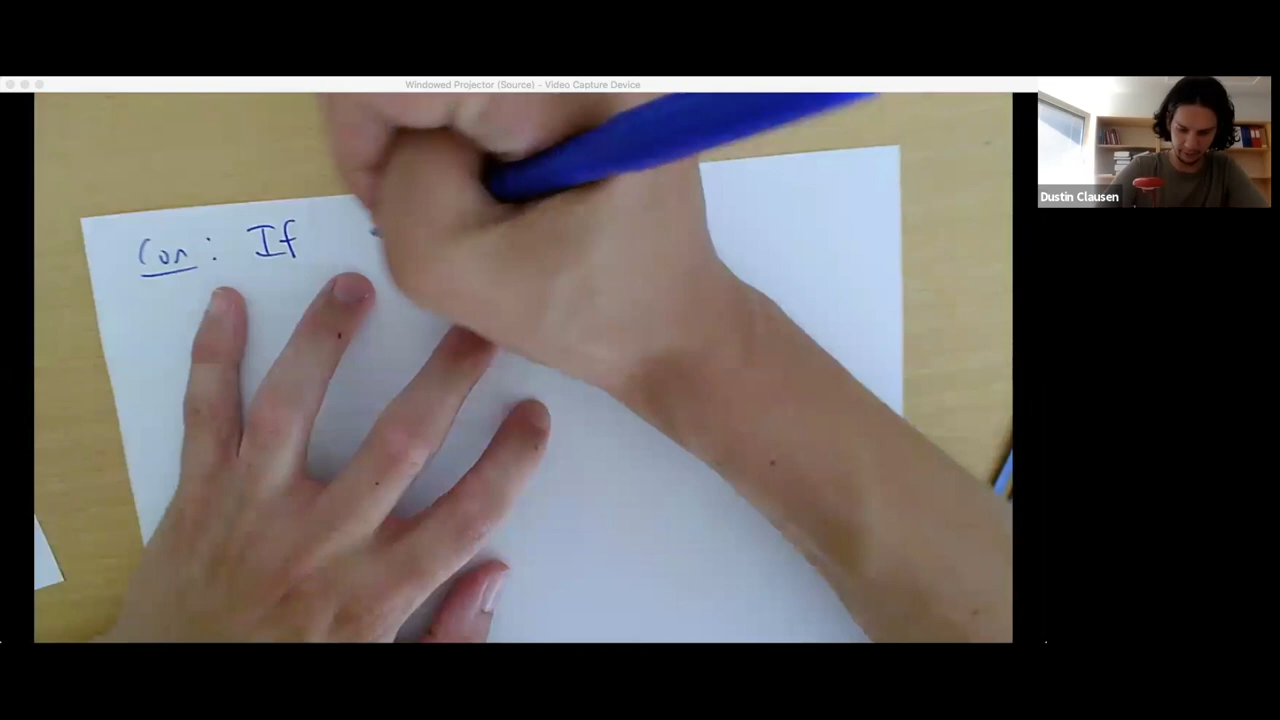 Windowed Projector (Source) - Video Capture Device
Cor: If
Dustin Clausen